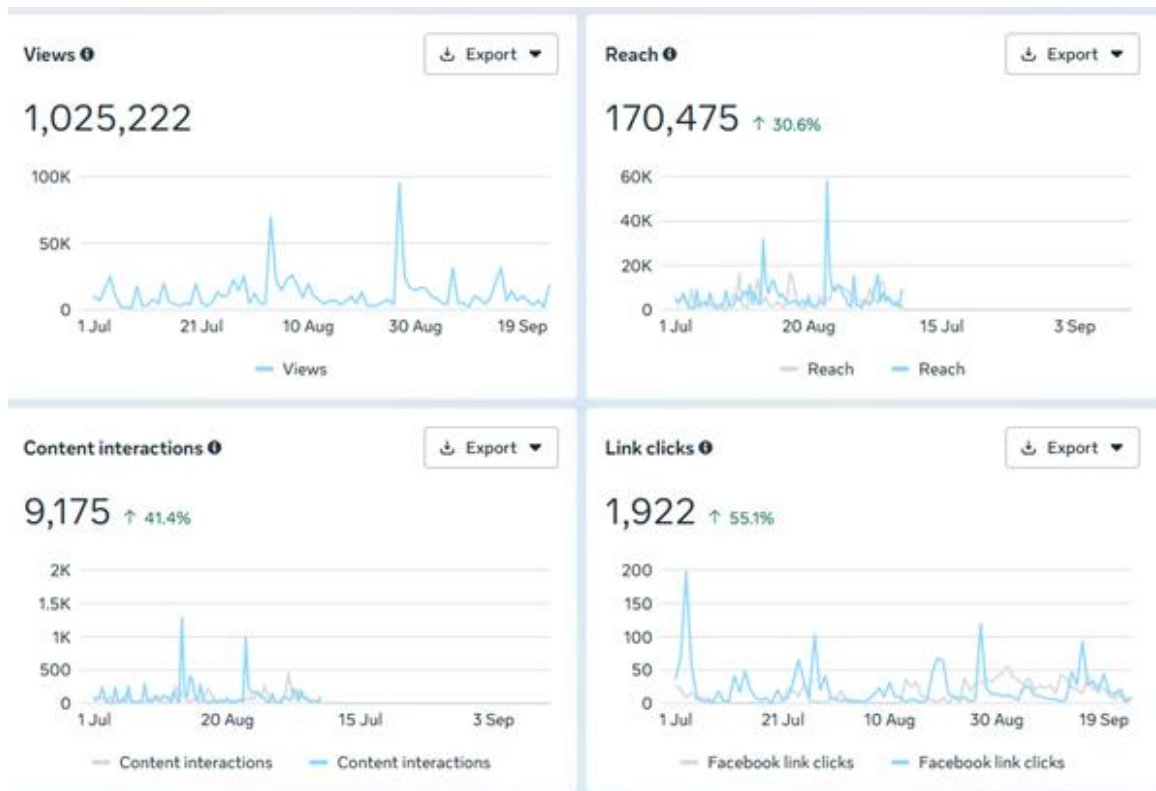 Views
Export
1,025,222
100K
50K
0
1 Jul 21 Jul 10 Aug 30 Aug 19 Sep
Views
Reach
Export
170,475 ↑ 30.6%
60K
40K
20K
0
1 Jul 20 Aug 15 Jul 3 Sep
Reach Reach
Content interactions
Export
9,175 ↑ 41.4%
2K
1.5K
1K
500
0
1 Jul 20 Aug 15 Jul 3 Sep
Content interactions Content interactions
Link clicks
Export
1,922 ↑ 55.1%
200
150
100
50
0
1 Jul 21 Jul 10 Aug 30 Aug 19 Sep
Facebook link clicks Facebook link clicks